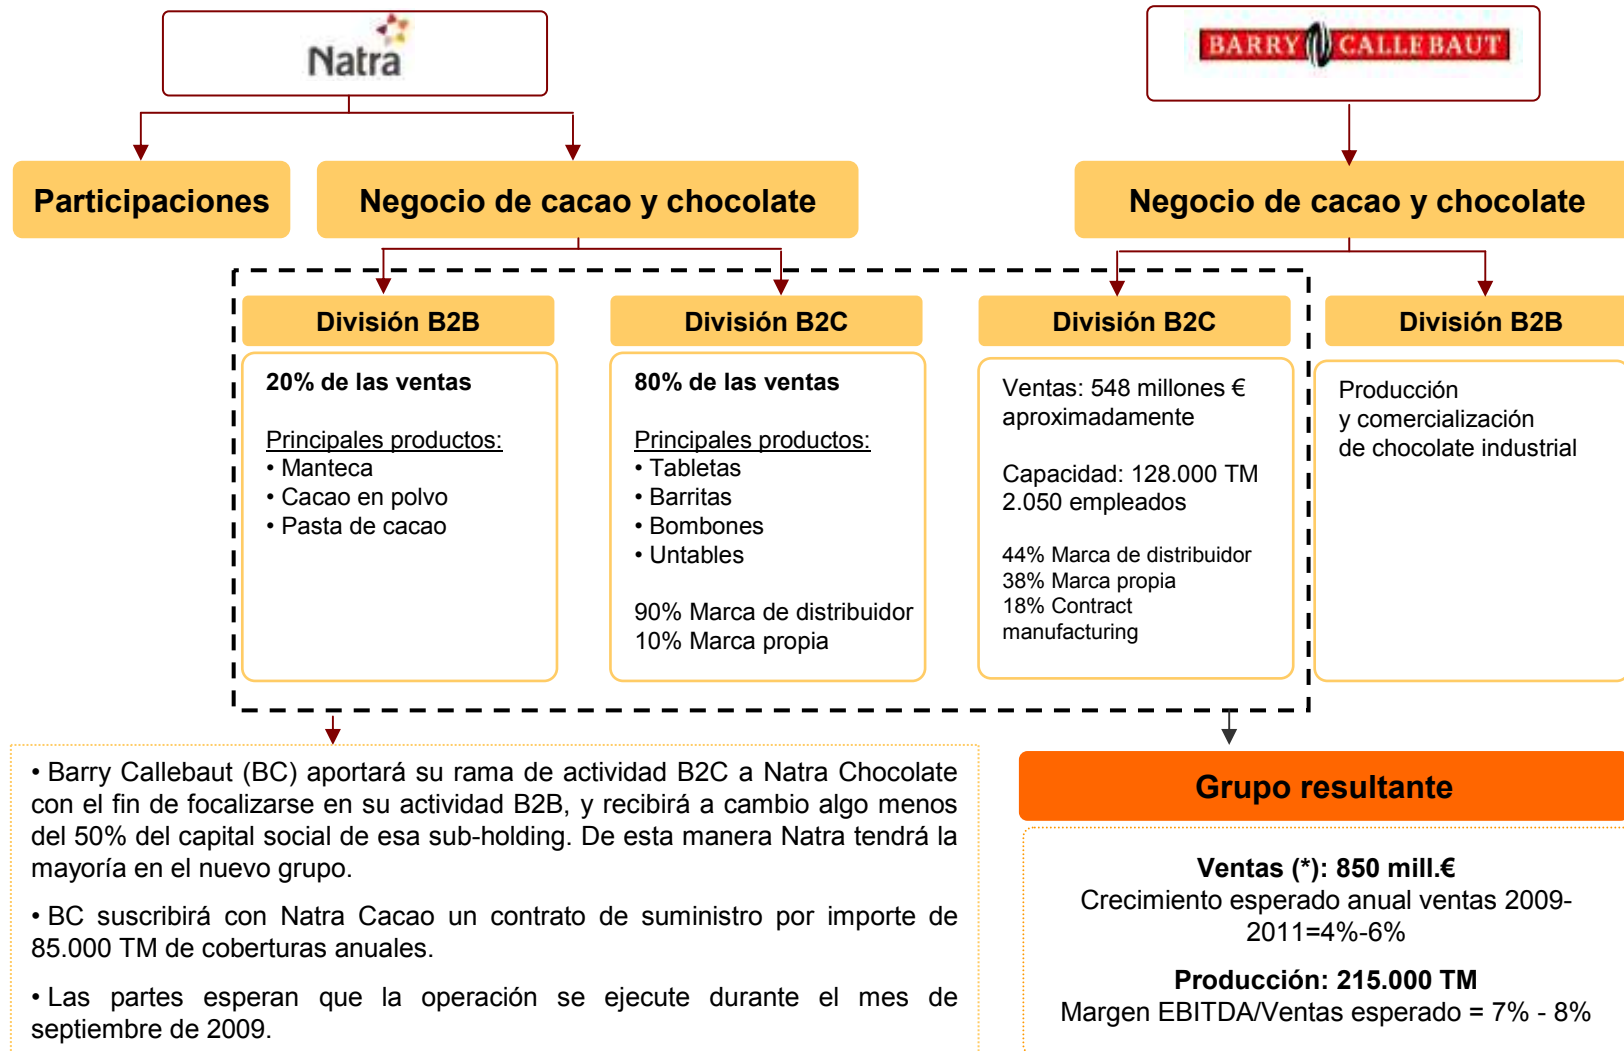 Natra
BARRY CALLEBAUT
Participaciones
Negocio de cacao y chocolate
Negocio de cacao y chocolate
División B2B
20% de las ventas
Principales productos:
• Manteca
• Cacao en polvo
• Pasta de cacao
División B2C
80% de las ventas
Principales productos:
• Tabletas
• Barritas
• Bombones
• Untables
90% Marca de distribuidor
10% Marca propia
División B2C
Ventas: 548 millones €
aproximadamente
Capacidad: 128.000 TM
2.050 empleados
44% Marca de distribuidor
38% Marca propia
18% Contract
manufacturing
División B2B
Producción
y comercialización
de chocolate industrial
• Barry Callebaut (BC) aportará su rama de actividad B2C a Natra Chocolate
con el fin de focalizarse en su actividad B2B, y recibirá a cambio algo menos
del 50% del capital social de esa sub-holding. De esta manera Natra tendrá la
mayoría en el nuevo grupo.
• BC suscribirá con Natra Cacao un contrato de suministro por importe de
85.000 TM de coberturas anuales.
• Las partes esperan que la operación se ejecute durante el mes de
septiembre de 2009.
Grupo resultante
Ventas (*): 850 mill.€
Crecimiento esperado anual ventas 2009-
2011=4%-6%
Producción: 215.000 TM
Margen EBITDA/Ventas esperado = 7% - 8%